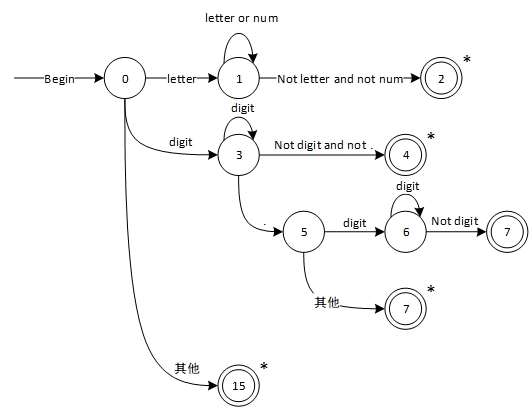 letter or num
Begin
0
letter
1
Not letter and not num
2
*
digit
digit
3
Not digit and not .
4
*
.
5
digit
digit
6
Not digit
7
其他
7
*
其他
15
*